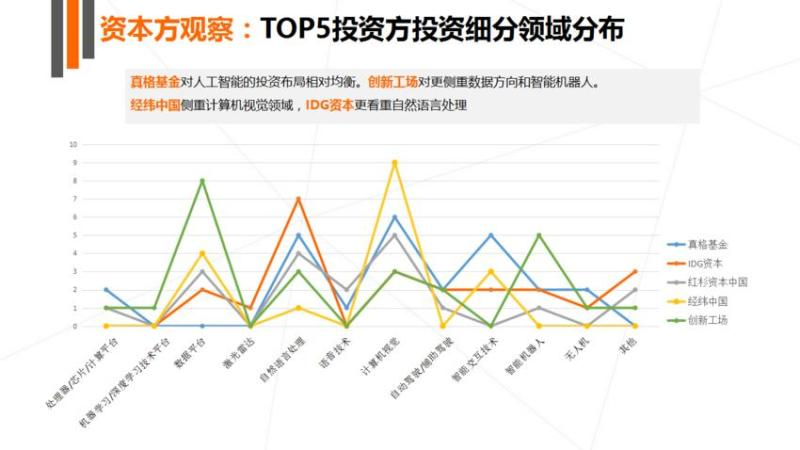 资本方观察：TOP5投资方投资细分领域分布
真格基金对人工智能的投资布局相对均衡。创新工场对更侧重数据方向和智能机器人。
经纬中国侧重计算机视觉领域，IDG资本更看重自然语言处理
10
9
8
7
6
5
4
3
2
1
0
处理器/芯片/计算平台
机器学习/深度学习技术平台
数据平台
激光雷达
自然语言处理
语音技术
计算机视觉
自动驾驶/辅助驾驶
智能交互技术
智能机器人
无人机
其他
真格基金
IDG资本
红杉资本中国
经纬中国
创新工场